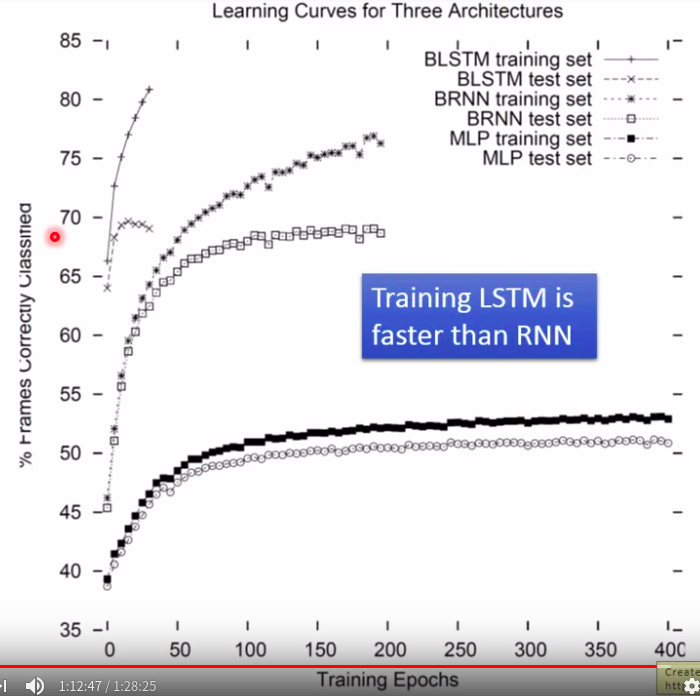 Learning Curves for Three Architectures
85
80
75
70
65
60
55
50
45
40
35
% Frames Correctly Classified
BLSTM training set
BLSTM test set
BRNN training set
BRNN test set
MLP training set
MLP test set
Training LSTM is
faster than RNN
0 50 100 150 200 250 300 350 400
Training Epochs
1:12:47 / 1:28:25
Create